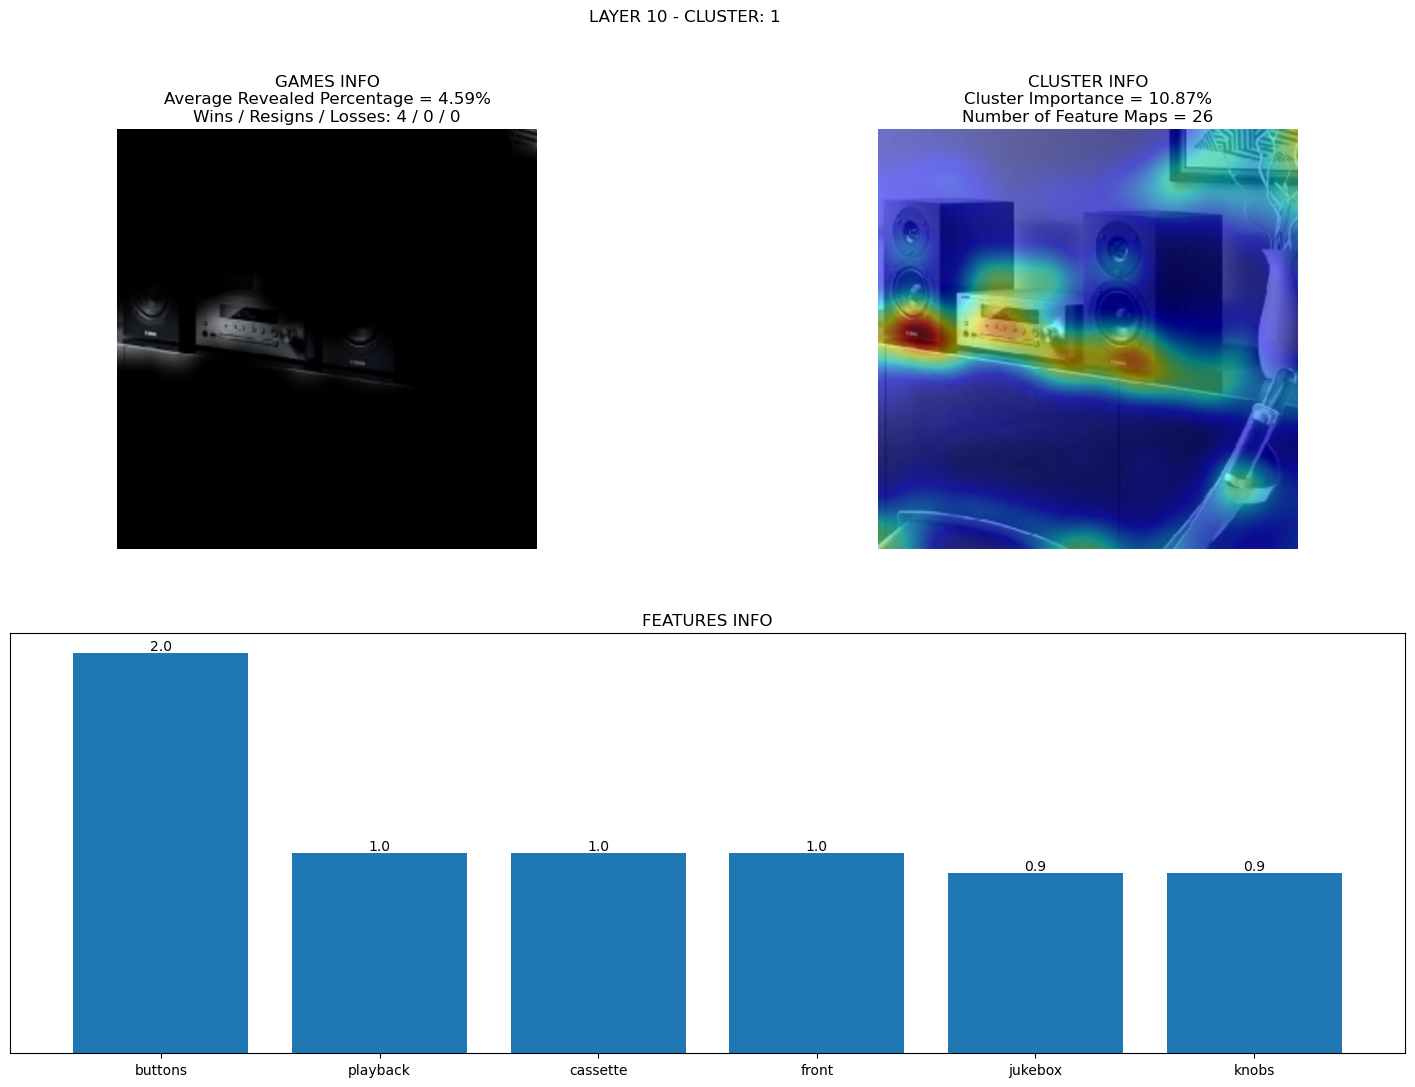 LAYER 10 - CLUSTER: 1
GAMES INFO
Average Revealed Percentage = 4.59%
Wins / Resigns / Losses: 4 / 0 / 0
CLUSTER INFO
Cluster Importance = 10.87%
Number of Feature Maps = 26
FEATURES INFO
2.0
1.0
1.0
1.0
0.9
0.9
buttons
playback
cassette
front
jukebox
knobs